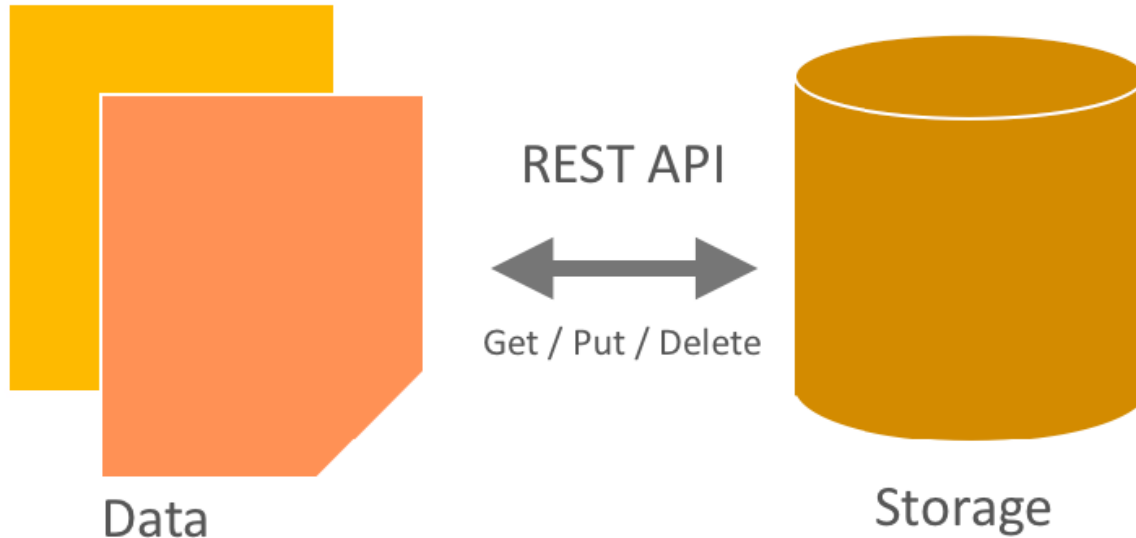 REST API
Get / Put / Delete
Data
Storage